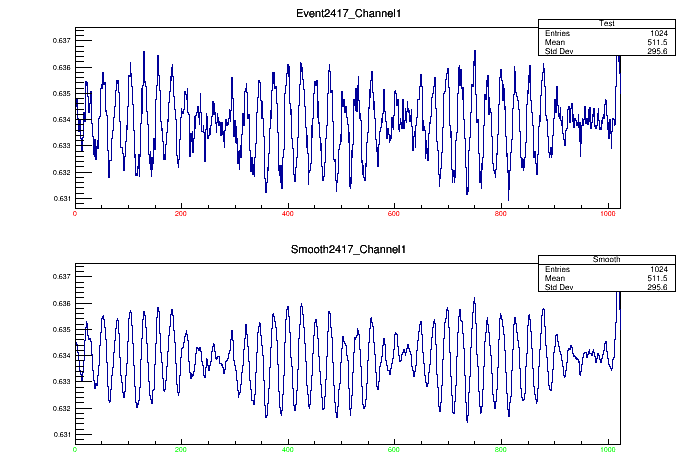 Event2417_Channel1
Test
Entries 1024
Mean 511.5
Std Dev 295.6
0.637
0.636
0.635
0.634
0.633
0.632
0.631
0 200 400 600 800 1000
Smooth2417_Channel1
Smooth
Entries 1024
Mean 511.5
Std Dev 295.6
0.637
0.636
0.635
0.634
0.633
0.632
0.631
0 200 400 600 800 1000